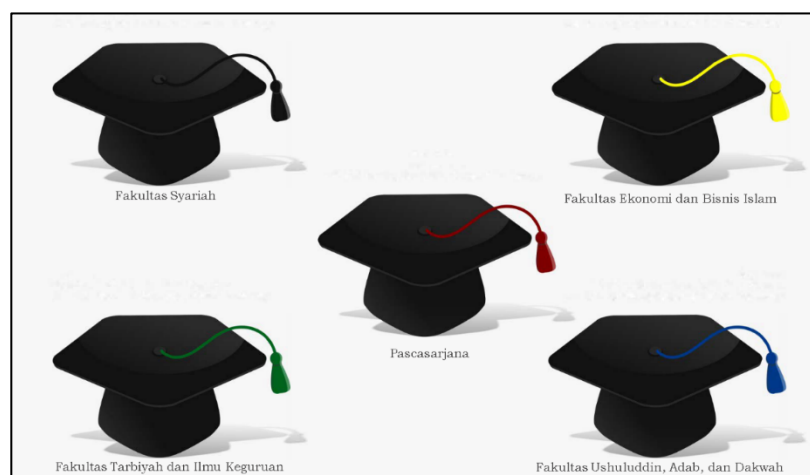 Fakultas Syariah
Fakultas Ekonomi dan Bisnis Islam
Pascasarjana
Fakultas Tarbiyah dan Ilmu Keguruan
Fakultas Ushuluddin, Adab, dan Dakwah